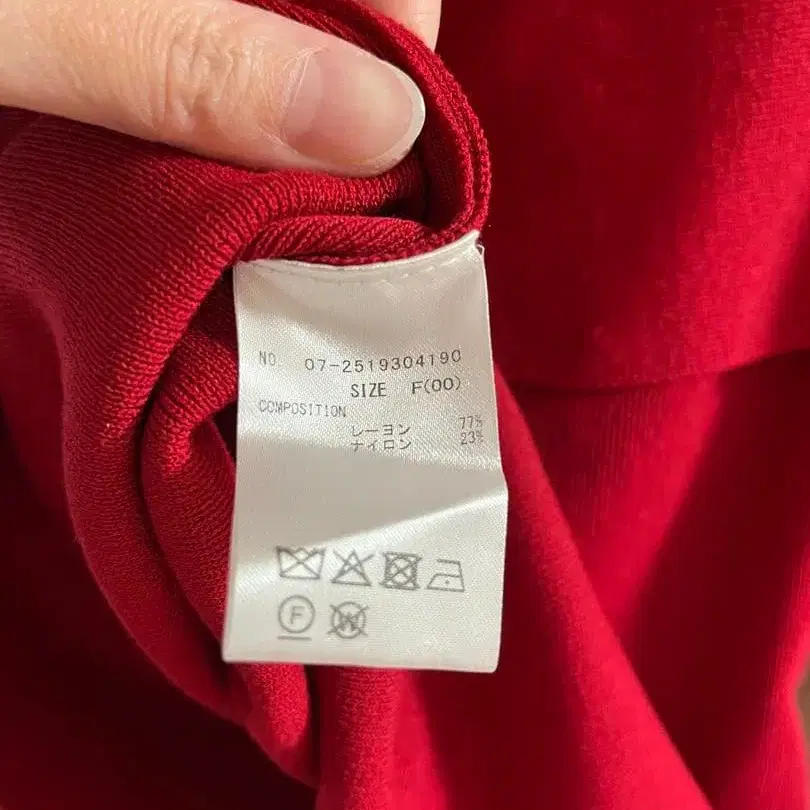 NO. 07-2519304190
SIZE F(00)
COMPOSITION
レーヨン 77%
ナイロン 23%
F
W